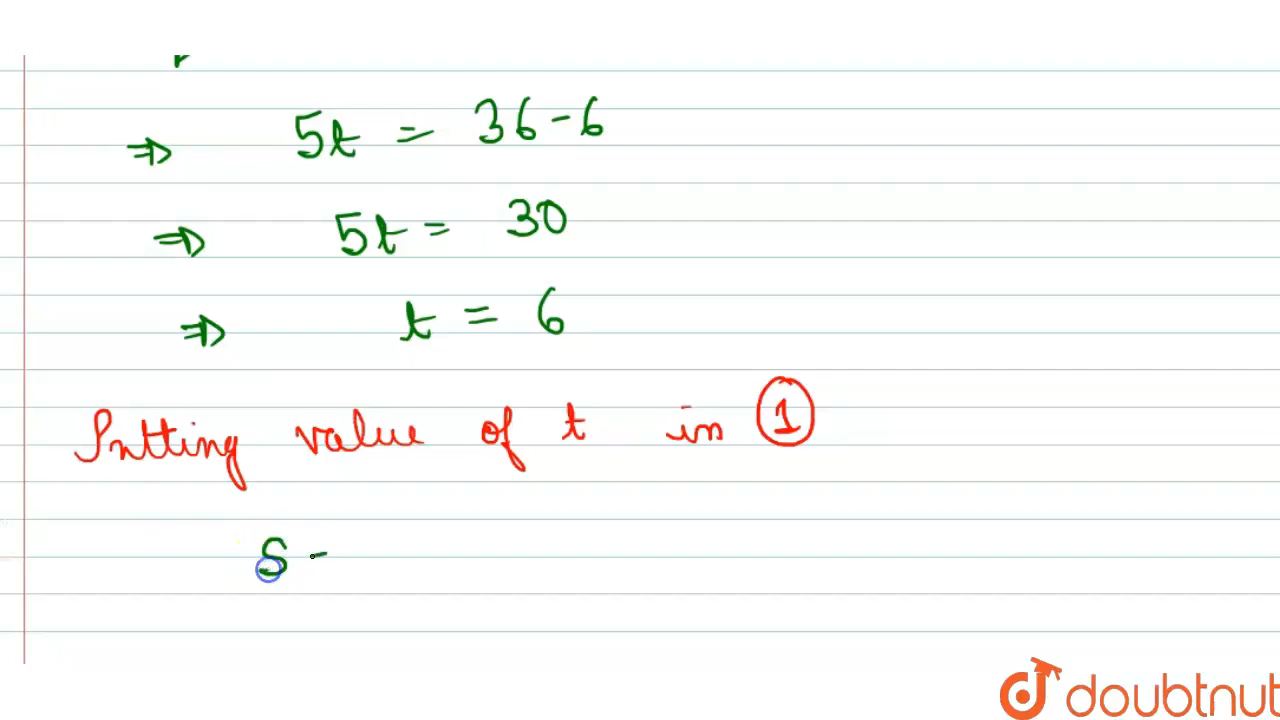 ⇒ 5t = 36-6
⇒ 5t = 30
⇒ t = 6
Putting value of t in ①
S -
doubtnut